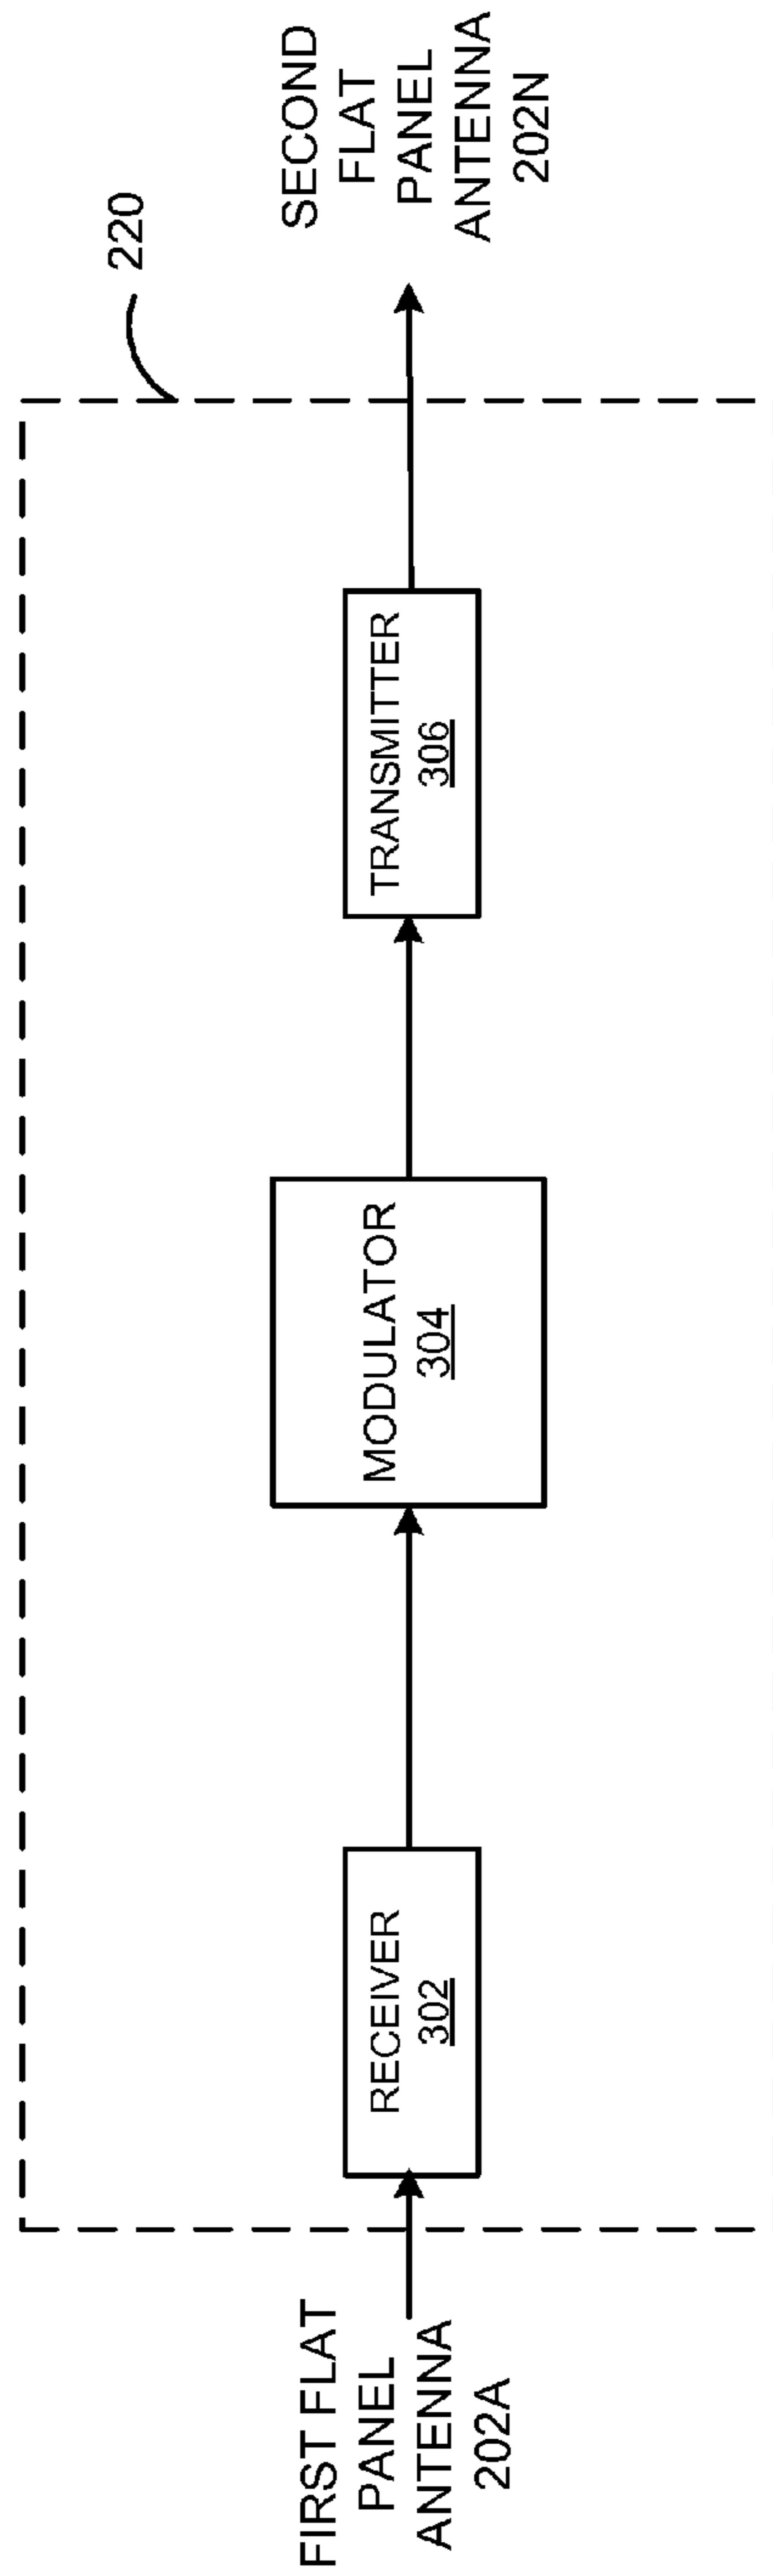 220
FIRST FLAT
PANEL
ANTENNA
202A
RECEIVER
302
MODULATOR
304
TRANSMITTER
306
SECOND
FLAT
PANEL
ANTENNA
202N